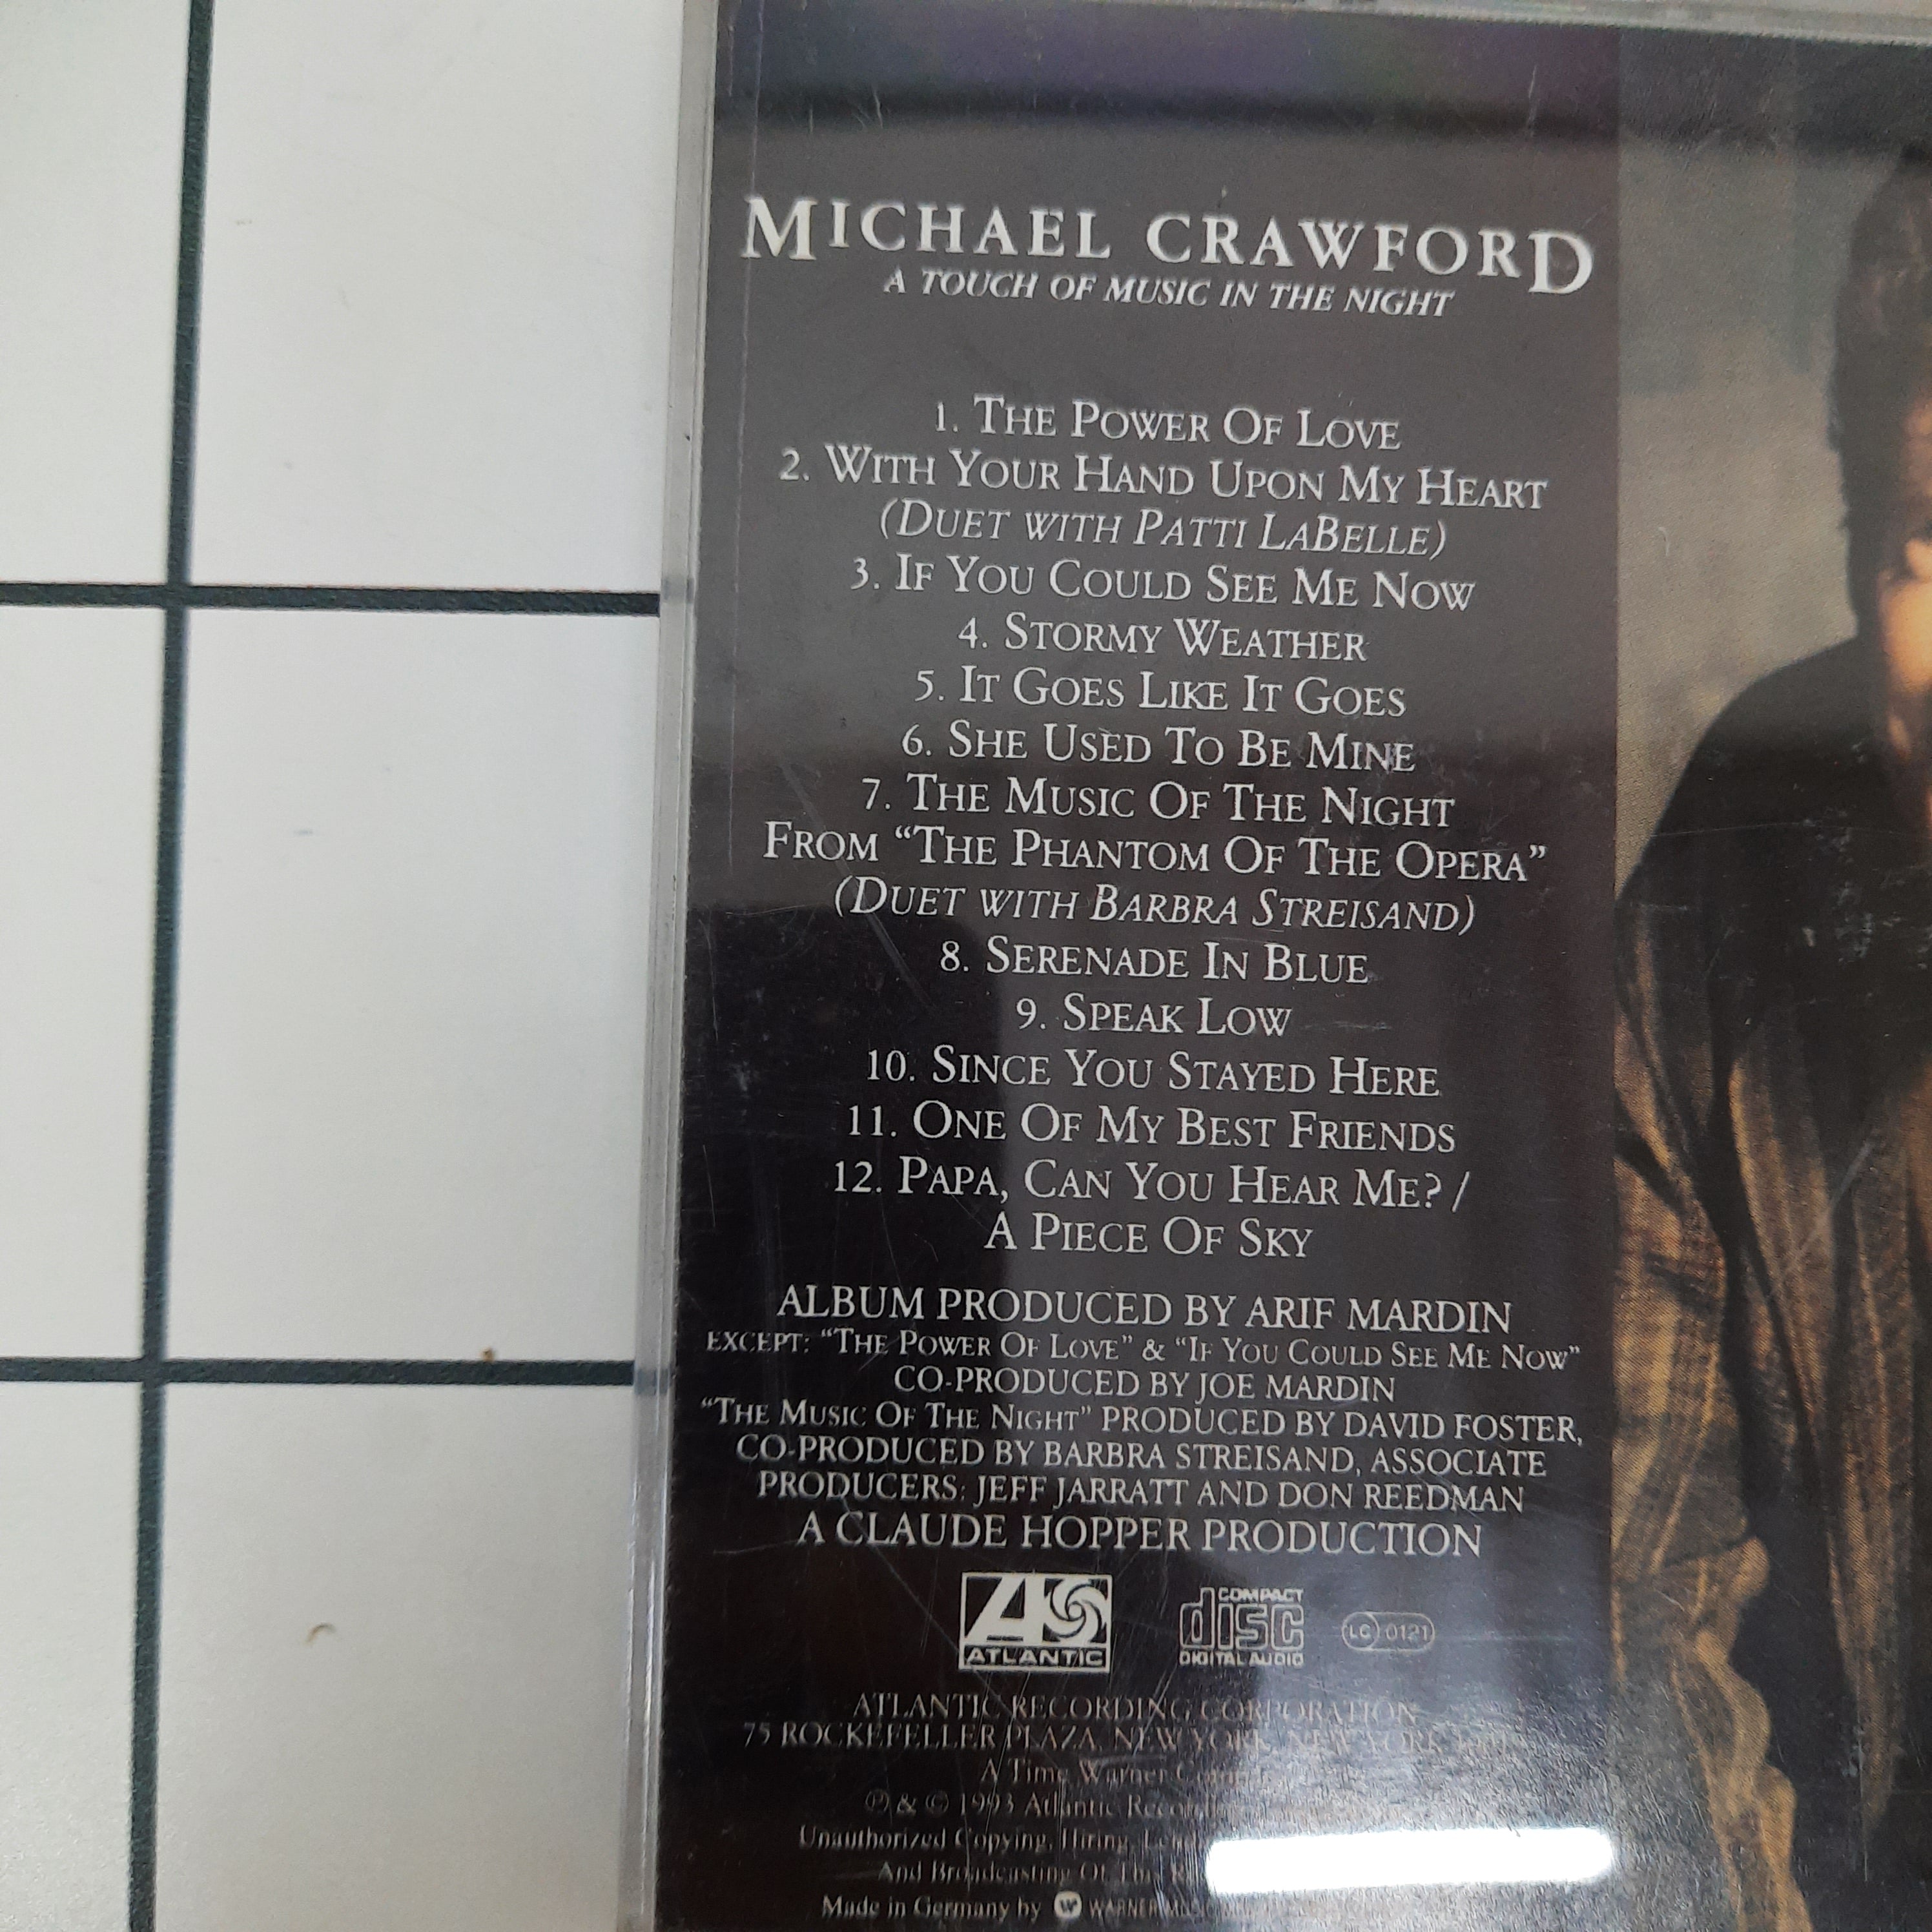 MICHAEL CRAWFORD
A TOUCH OF MUSIC IN THE NIGHT
1. THE POWER OF LOVE
2. WITH YOUR HAND UPON MY HEART
(DUET WITH PATTI LABELLE)
3. IF YOU COULD SEE ME NOW
4. STORMY WEATHER
5. IT GOES LIKE IT GOES
6. SHE USED TO BE MINE
7. THE MUSIC OF THE NIGHT
FROM “THE PHANTOM OF THE OPERA”
(DUET WITH BARBRA STREISAND)
8. SERENADE IN BLUE
9. SPEAK LOW
10. SINCE YOU STAYED HERE
11. ONE OF MY BEST FRIENDS
12. PAPA, CAN YOU HEAR ME? /
A PIECE OF SKY
ALBUM PRODUCED BY ARIF MARDIN
EXCEPT: “THE POWER OF LOVE” & “IF YOU COULD SEE ME NOW”
CO-PRODUCED BY JOE MARDIN
“THE MUSIC OF THE NIGHT” PRODUCED BY DAVID FOSTER,
CO-PRODUCED BY BARBRA STREISAND, ASSOCIATE
PRODUCERS: JEFF JARRATT AND DON REEDMAN
A CLAUDE HOPPER PRODUCTION
ATLANTIC
COMPACT disc DIGITAL AUDIO
LC 0121
ATLANTIC RECORDING CORPORATION
75 ROCKEFELLER PLAZA, NEW YORK, NEW YORK
A Time Warner
℗ & © 1993 Atlantic
Unauthorized Copying, Hiring,
And Broadcasting Of
Made in Germany by WARNER